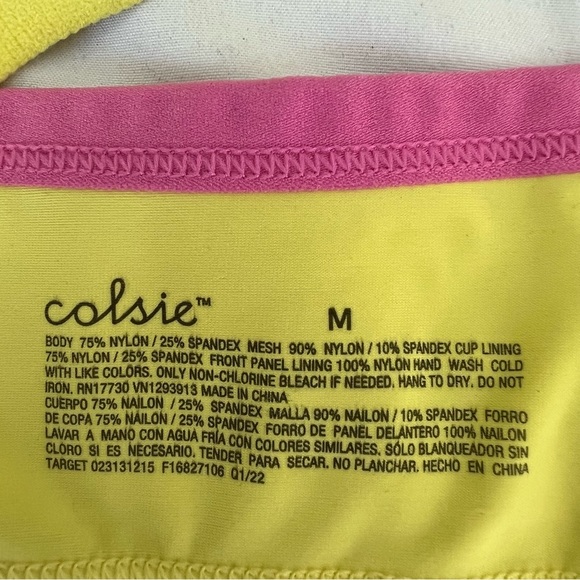 colsie™ M
BODY 75% NYLON / 25% SPANDEX MESH 90% NYLON / 10% SPANDEX CUP LINING
75% NYLON / 25% SPANDEX FRONT PANEL LINING 100% NYLON HAND WASH COLD
WITH LIKE COLORS. ONLY NON-CHLORINE BLEACH IF NEEDED. HANG TO DRY. DO NOT
IRON. RN17730 VN1293913 MADE IN CHINA
CUERPO 75% NAILON / 25% SPANDEX MALLA 90% NAILON / 10% SPANDEX FORRO
DE COPA 75% NAILON / 25% SPANDEX FORRO DE PANEL DELANTERO 100% NAILON
LAVAR A MANO CON AGUA FRÍA CON COLORES SIMILARES. SÓLO BLANQUEADOR SIN
CLORO SI ES NECESARIO. TENDER PARA SECAR. NO PLANCHAR. HECHO EN CHINA
TARGET 023131215 F16827106 Q1/22